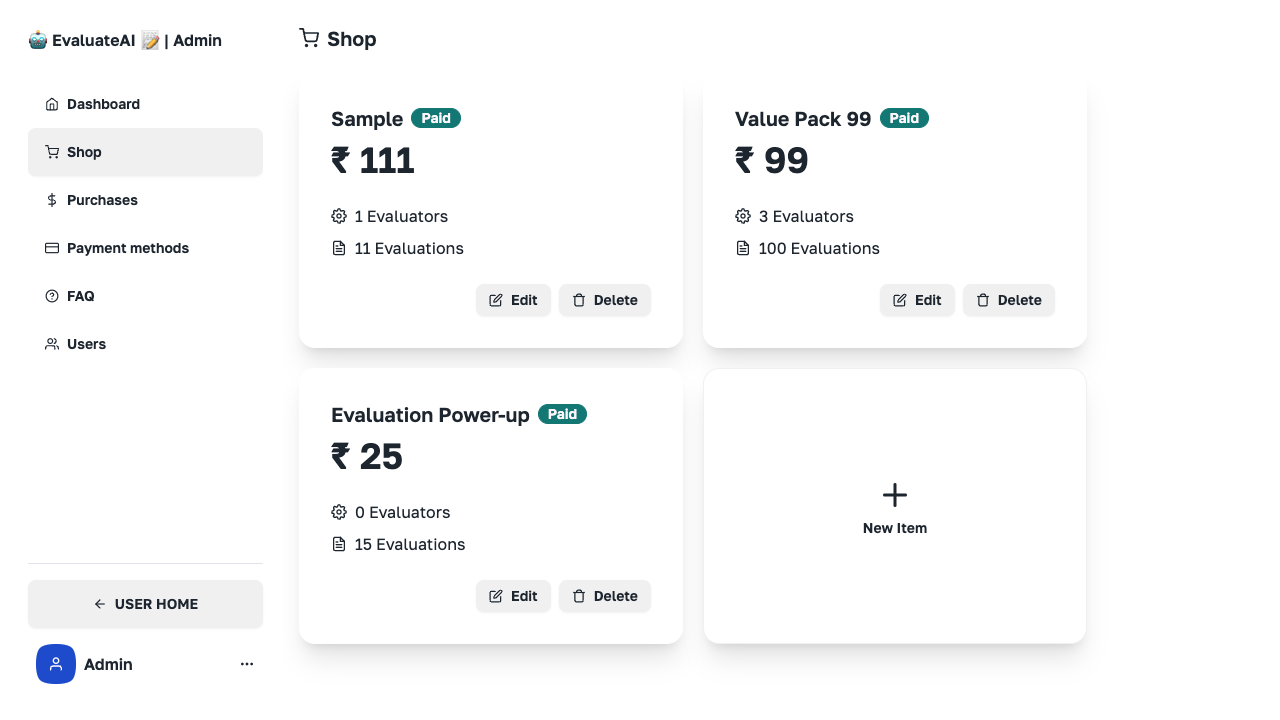 🤖 EvaluateAI 📝 | Admin
Dashboard
Shop
Purchases
Payment methods
FAQ
Users
USER HOME
Admin
Shop
Sample Paid
₹ 111
1 Evaluators
11 Evaluations
Edit Delete
Value Pack 99 Paid
₹ 99
3 Evaluators
100 Evaluations
Edit Delete
Evaluation Power-up Paid
₹ 25
0 Evaluators
15 Evaluations
Edit Delete
New Item